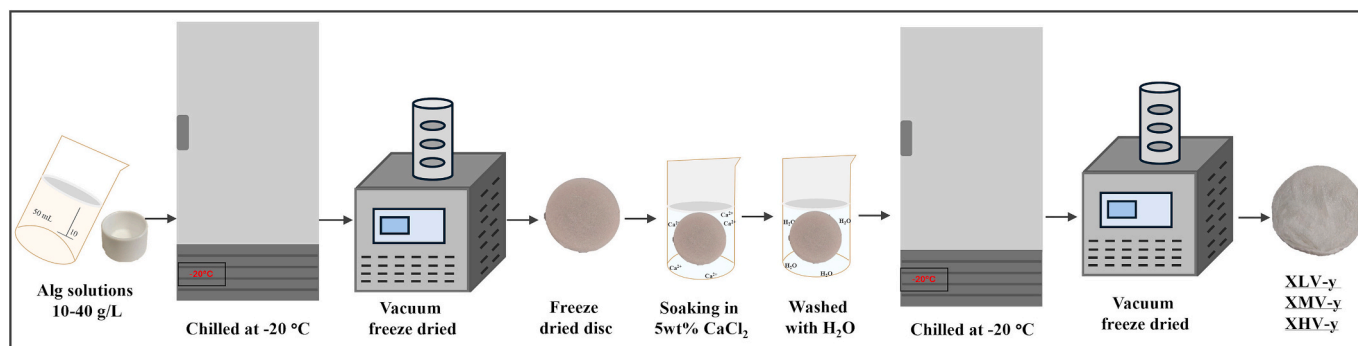 50 mL
10
Alg solutions
10-40 g/L
-20°C
Chilled at -20 °C
Vacuum
freeze dried
Freeze
dried disc
Ca²⁺
Ca²⁺
Ca²⁺
Ca²⁺
Ca²⁺
Soaking in
5wt% CaCl₂
H₂O
H₂O
H₂O
H₂O
Washed
with H₂O
-20°C
Chilled at -20 °C
Vacuum
freeze dried
XLV-y
XMV-y
XHV-y